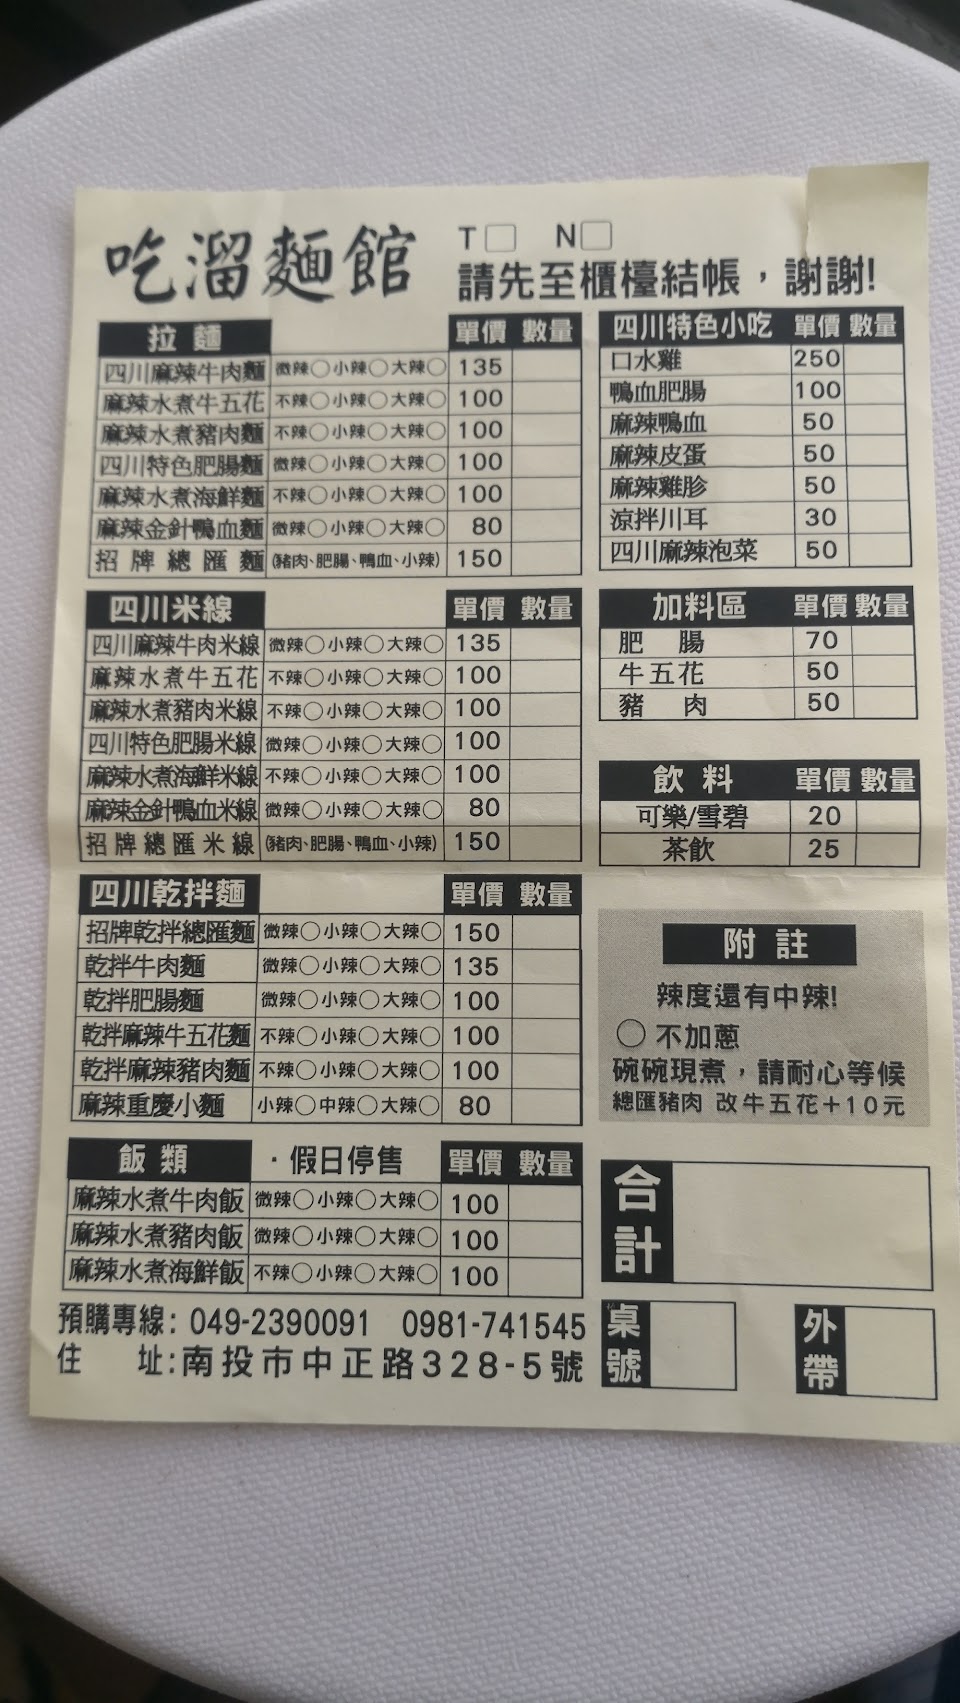 吃溜麵館
T□ N□
請先至櫃檯結帳，謝謝!
拉麵 單價 數量
四川麻辣牛肉麵 微辣○小辣○大辣○ 135
麻辣水煮牛五花 不辣○小辣○大辣○ 100
麻辣水煮豬肉麵 不辣○小辣○大辣○ 100
四川特色肥腸麵 微辣○小辣○大辣○ 100
麻辣水煮海鮮麵 不辣○小辣○大辣○ 100
麻辣金針鴨血麵 微辣○小辣○大辣○ 80
招牌總匯麵 (豬肉、肥腸、鴨血、小辣) 150
四川米線 單價 數量
四川麻辣牛肉米線 微辣○小辣○大辣○ 135
麻辣水煮牛五花 不辣○小辣○大辣○ 100
麻辣水煮豬肉米線 不辣○小辣○大辣○ 100
四川特色肥腸米線 微辣○小辣○大辣○ 100
麻辣水煮海鮮米線 不辣○小辣○大辣○ 100
麻辣金針鴨血米線 微辣○小辣○大辣○ 80
招牌總匯米線 (豬肉、肥腸、鴨血、小辣) 150
四川乾拌麵 單價 數量
招牌乾拌總匯麵 微辣○小辣○大辣○ 150
乾拌牛肉麵 微辣○小辣○大辣○ 135
乾拌肥腸麵 微辣○小辣○大辣○ 100
乾拌麻辣牛五花麵 不辣○小辣○大辣○ 100
乾拌麻辣豬肉麵 不辣○小辣○大辣○ 100
麻辣重慶小麵 小辣○中辣○大辣○ 80
飯類 ·假日停售 單價 數量
麻辣水煮牛肉飯 微辣○小辣○大辣○ 100
麻辣水煮豬肉飯 微辣○小辣○大辣○ 100
麻辣水煮海鮮飯 不辣○小辣○大辣○ 100
預購專線: 049-2390091 0981-741545
住址:南投市中正路328-5號
四川特色小吃 單價 數量
口水雞 250
鴨血肥腸 100
麻辣鴨血 50
麻辣皮蛋 50
麻辣雞胗 50
涼拌川耳 30
四川麻辣泡菜 50
加料區 單價 數量
肥腸 70
牛五花 50
豬肉 50
飲料 單價 數量
可樂/雪碧 20
茶飲 25
附註
辣度還有中辣!
○不加蔥
碗碗現煮，請耐心等候
總匯豬肉 改牛五花+10元
合計
桌號 外帶